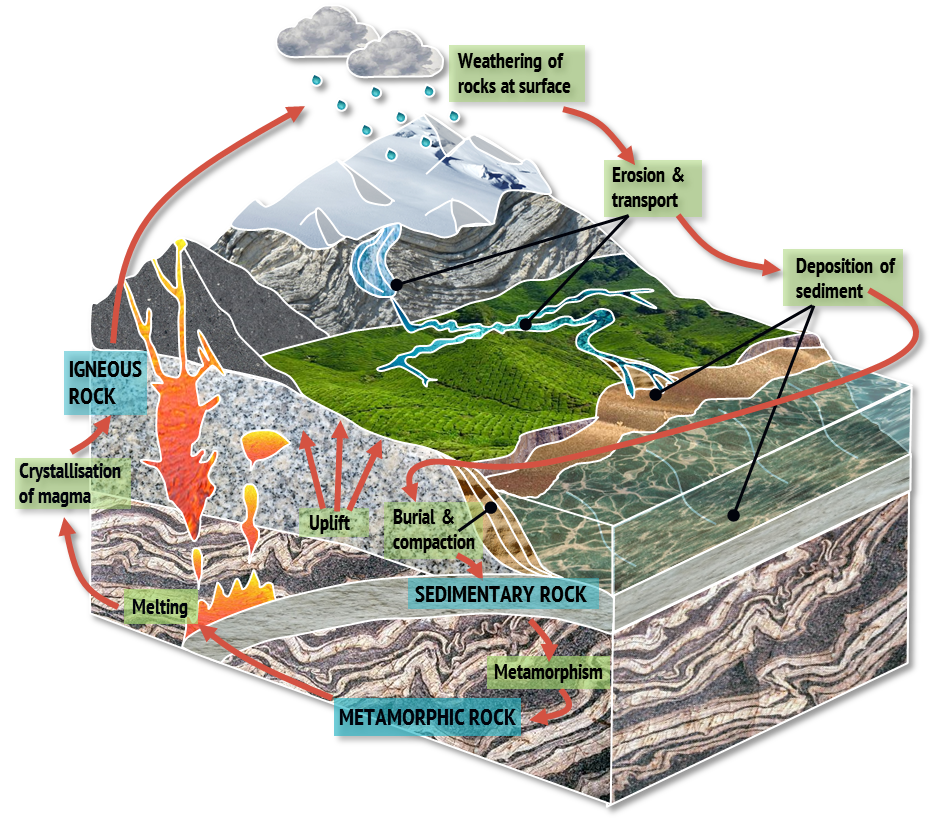 Weathering of
rocks at surface
Erosion &
transport
Deposition of
sediment
IGNEOUS
ROCK
Crystallisation
of magma
Uplift
Burial &
compaction
SEDIMENTARY ROCK
Melting
Metamorphism
METAMORPHIC ROCK